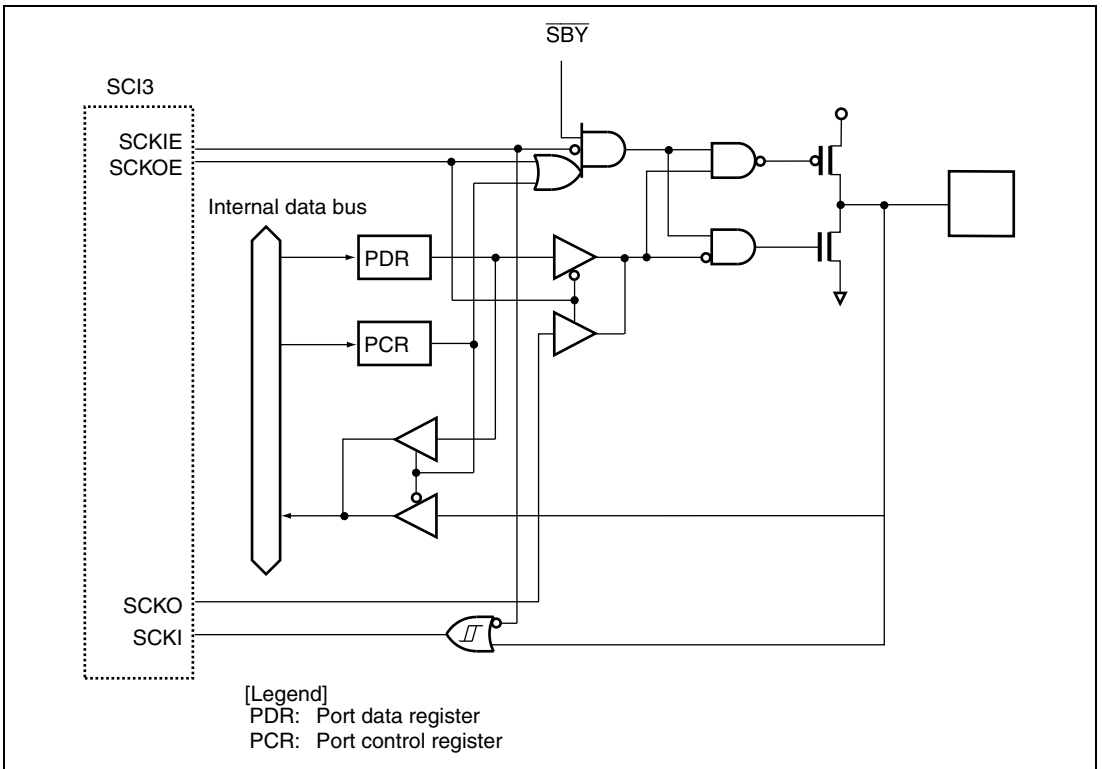 S̅B̅Y̅
SCI3
SCKIE
SCKOE
Internal data bus
PDR
PCR
SCKO
SCKI
[Legend]
PDR: Port data register
PCR: Port control register